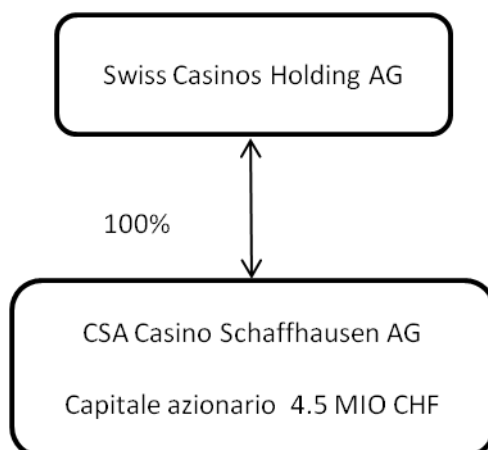 Swiss Casinos Holding AG
100%
CSA Casino Schaffhausen AG
Capitale azionario 4.5 MIO CHF